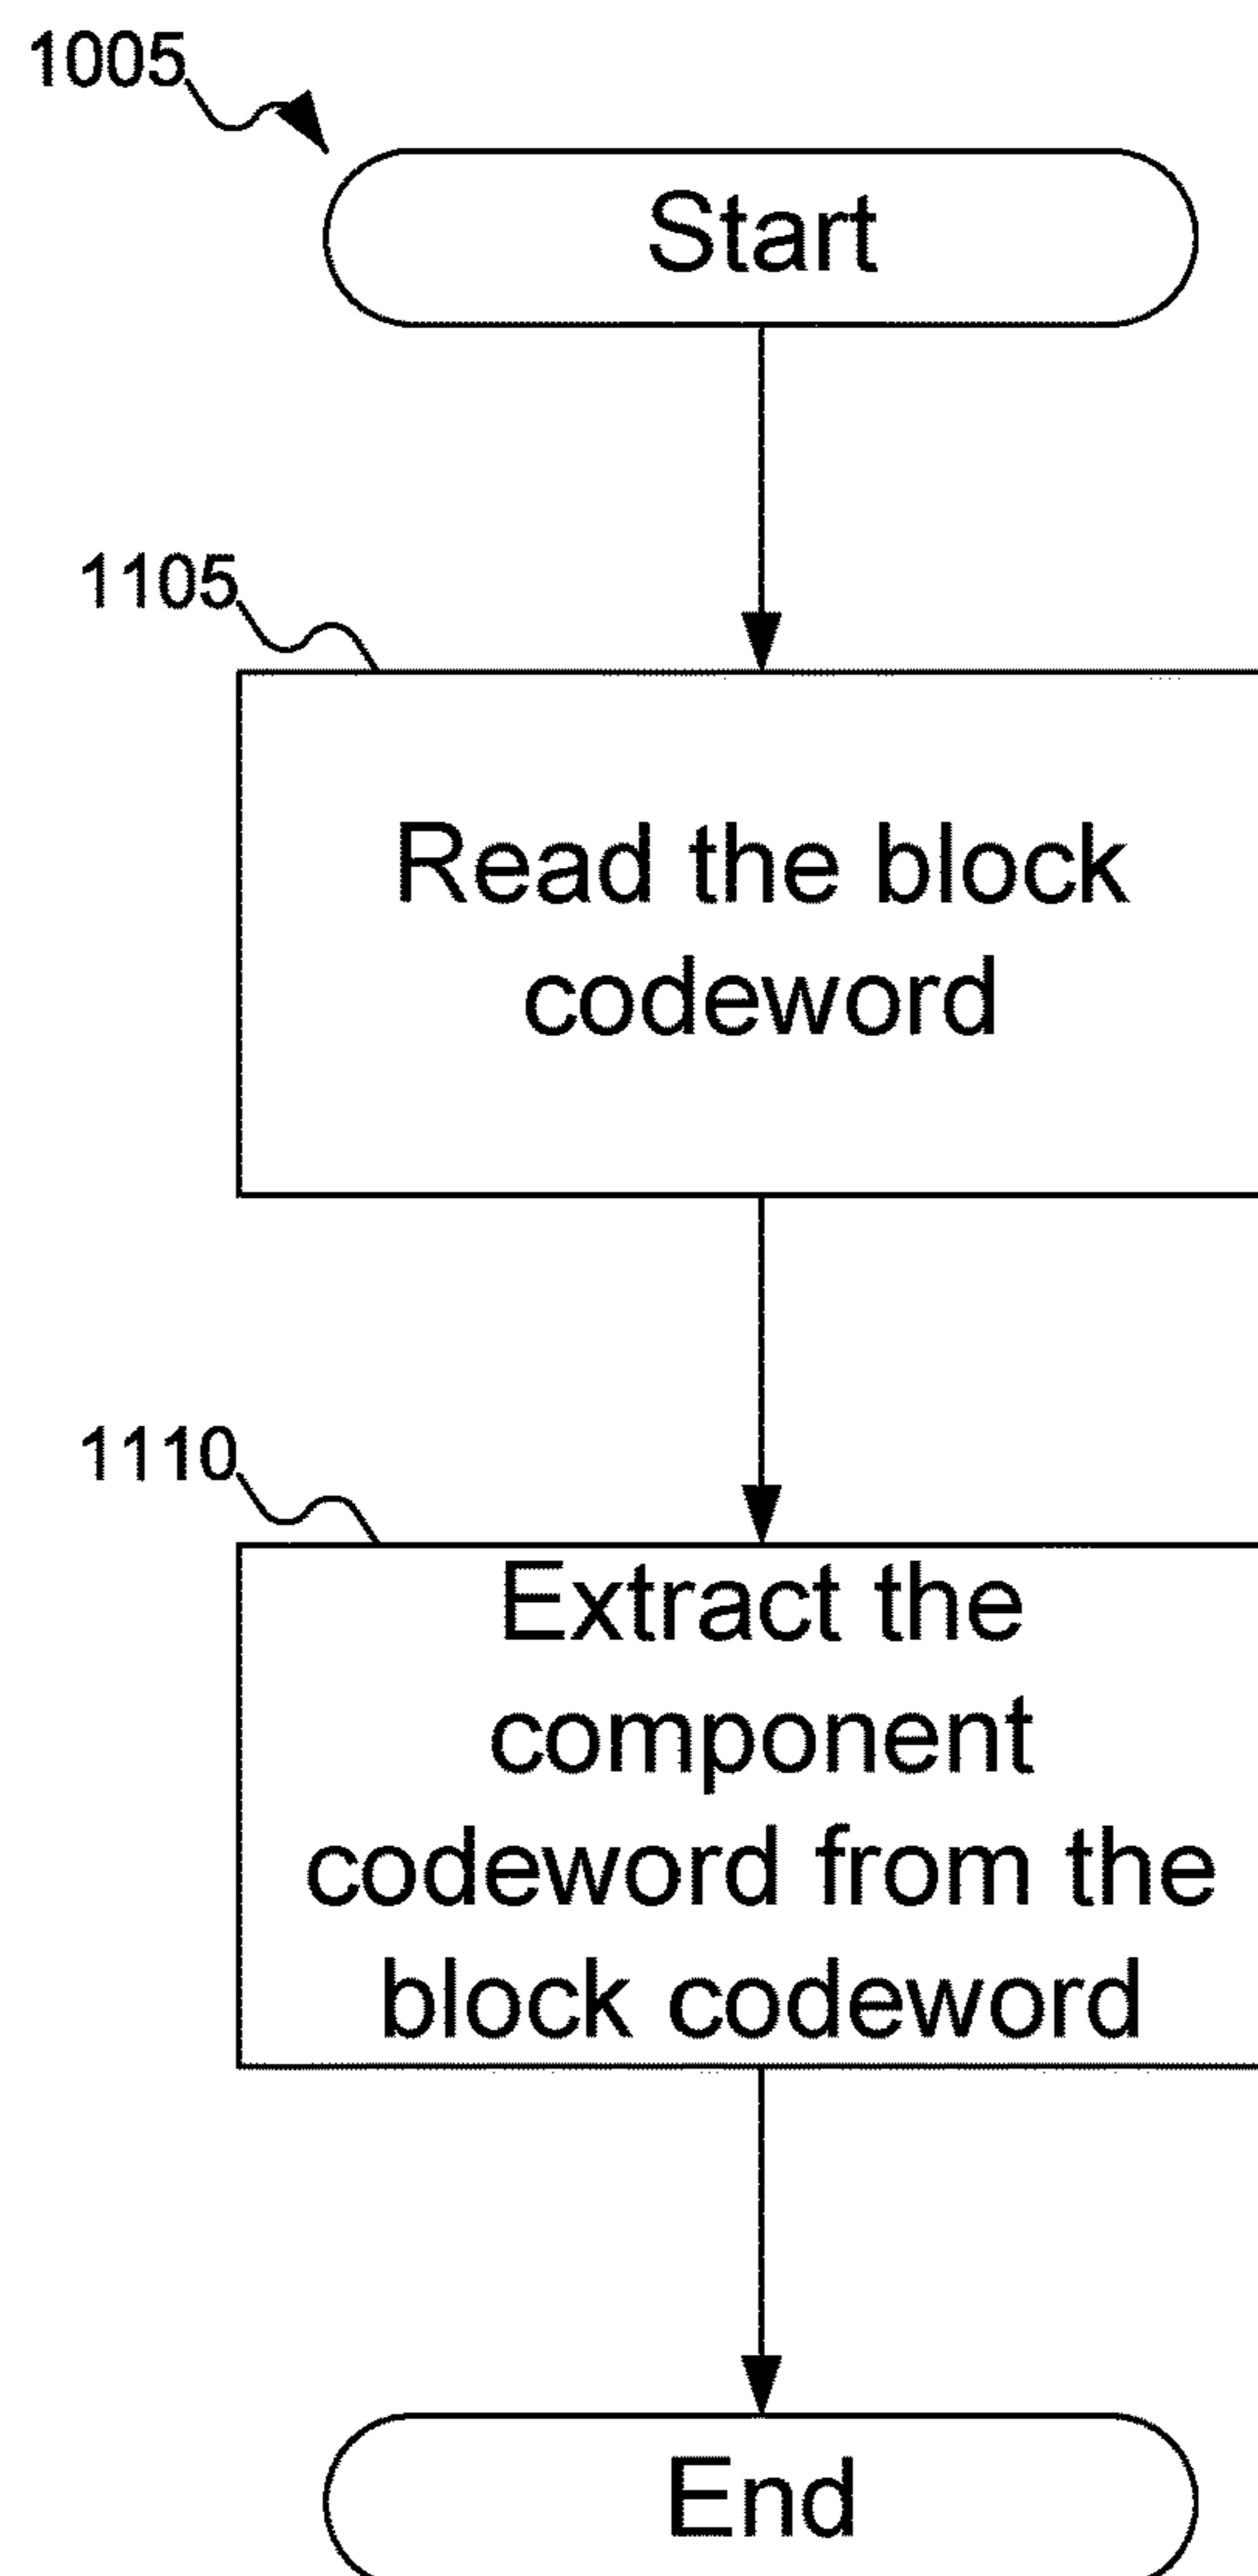 1005
Start
1105
Read the block
codeword
1110
Extract the
component
codeword from the
block codeword
End